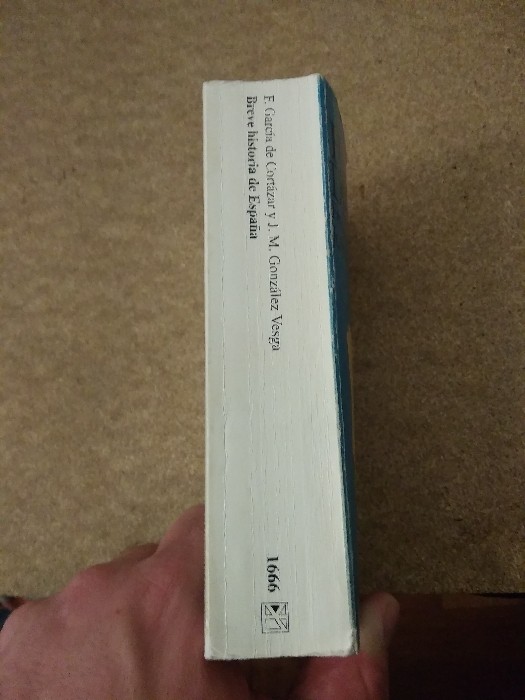 F. García de Cortázar y J. M. González Vesga
Breve historia de España
1666